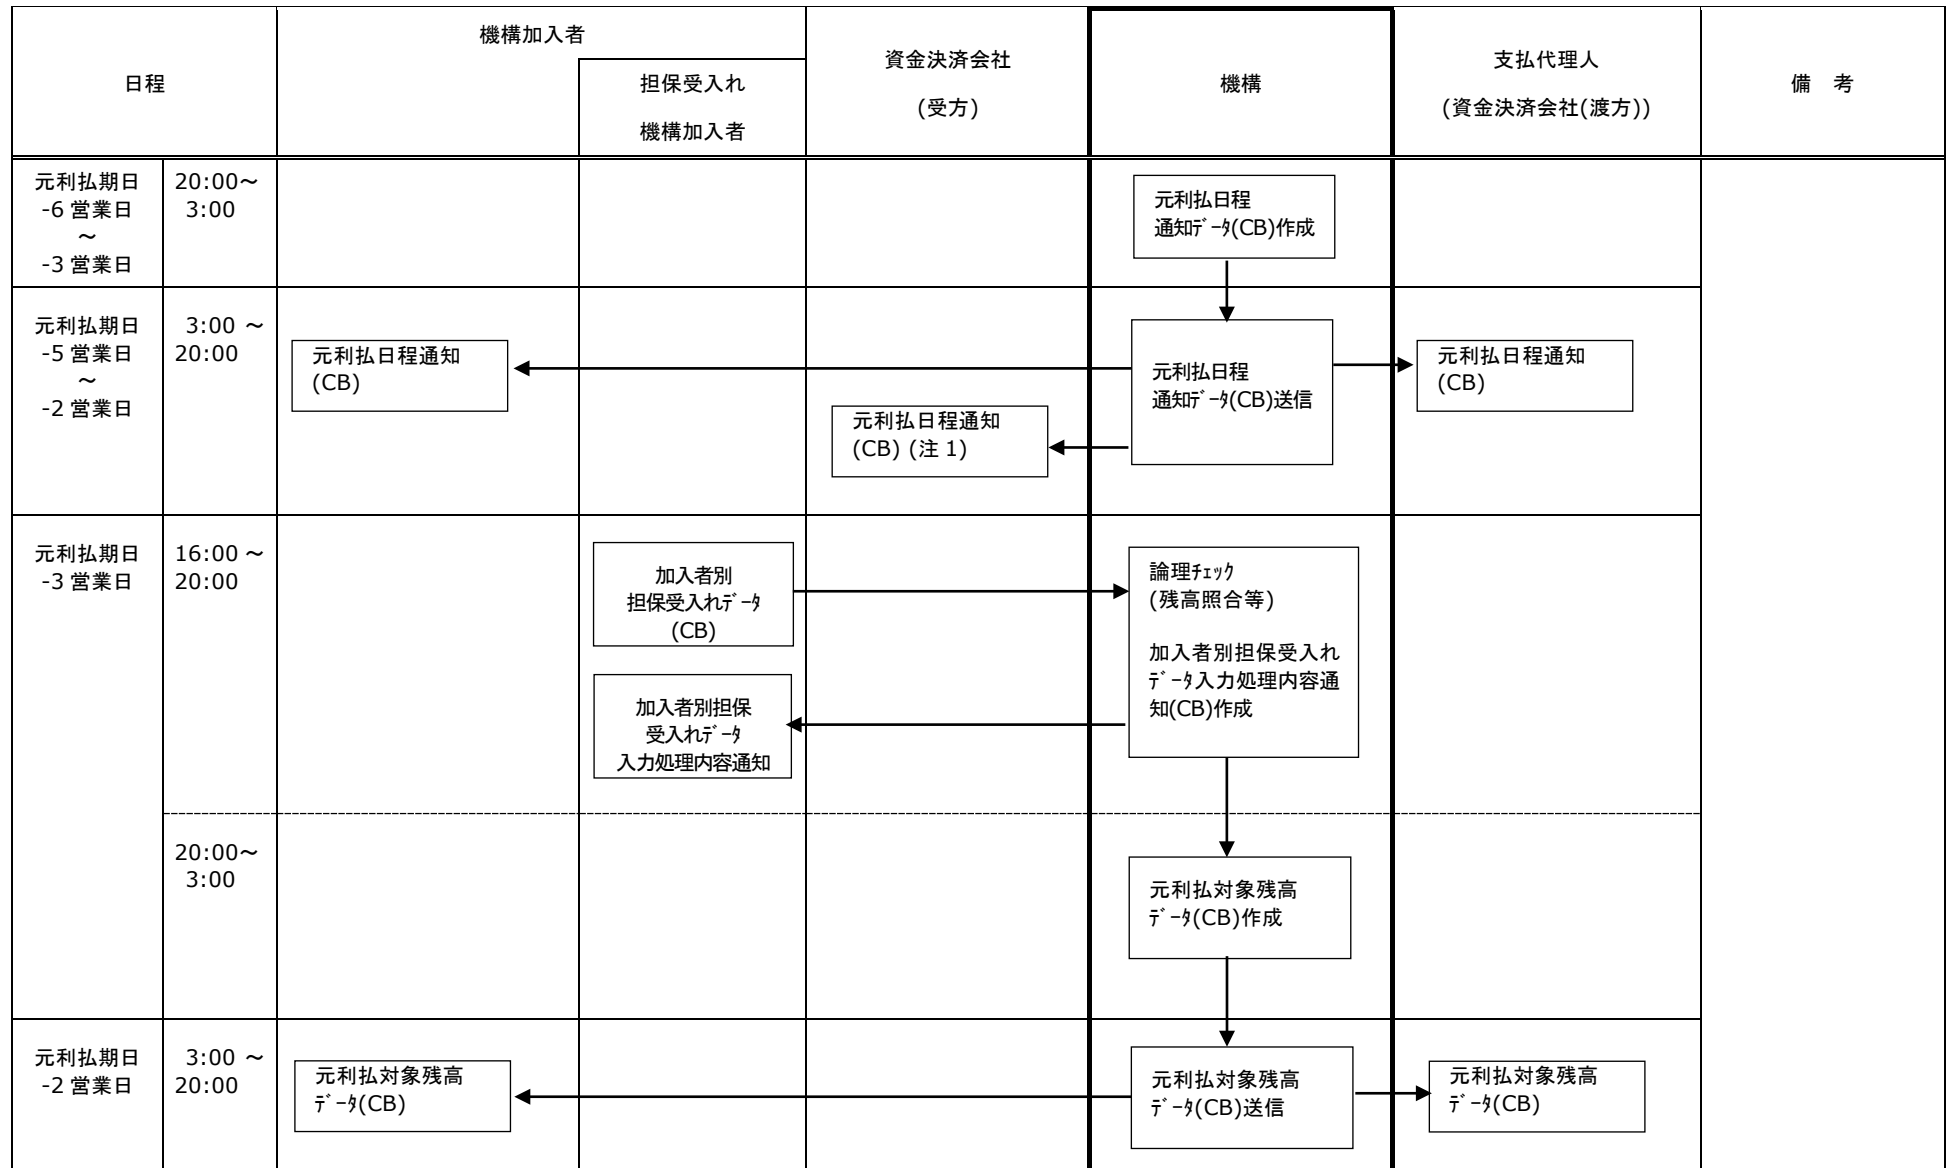 日程
機構加入者
担保受入れ
機構加入者
資金決済会社
(受方)
機構
支払代理人
(資金決済会社(渡方))
備 考
元利払期日
-6 営業日
～
-3 営業日
20:00～
3:00
元利払日程
通知ﾃﾞｰﾀ(CB)作成
元利払期日
-5 営業日
～
-2 営業日
3:00 ～
20:00
元利払日程通知
(CB)
元利払日程通知
(CB) (注 1)
元利払日程
通知ﾃﾞｰﾀ(CB)送信
元利払日程通知
(CB)
元利払期日
-3 営業日
16:00 ～
20:00
加入者別
担保受入れﾃﾞｰﾀ
(CB)
加入者別担保
受入れﾃﾞｰﾀ
入力処理内容通知
論理ﾁｪｯｸ
(残高照合等)
加入者別担保受入れ
ﾃﾞｰﾀ入力処理内容通
知(CB)作成
20:00～
3:00
元利払対象残高
ﾃﾞｰﾀ(CB)作成
元利払期日
-2 営業日
3:00 ～
20:00
元利払対象残高
ﾃﾞｰﾀ(CB)
元利払対象残高
ﾃﾞｰﾀ(CB)送信
元利払対象残高
ﾃﾞｰﾀ(CB)